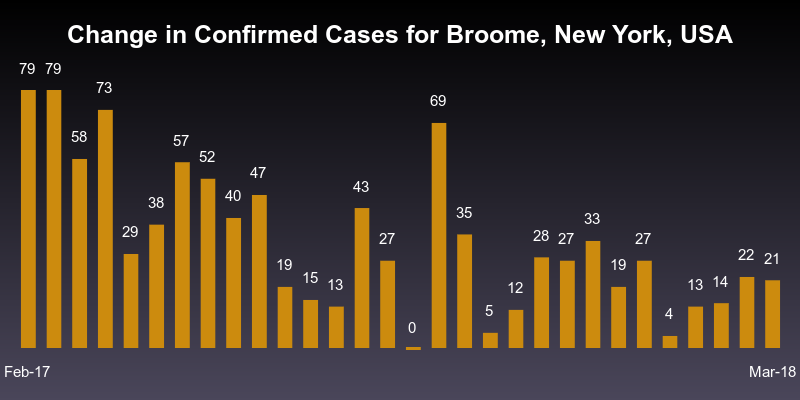 Change in Confirmed Cases for Broome, New York, USA
79 79 58 73 29 38 57 52 40 47 19 15 13 43 27 0 69 35 5 12 28 27 33 19 27 4 13 14 22 21
Feb-17 Mar-18